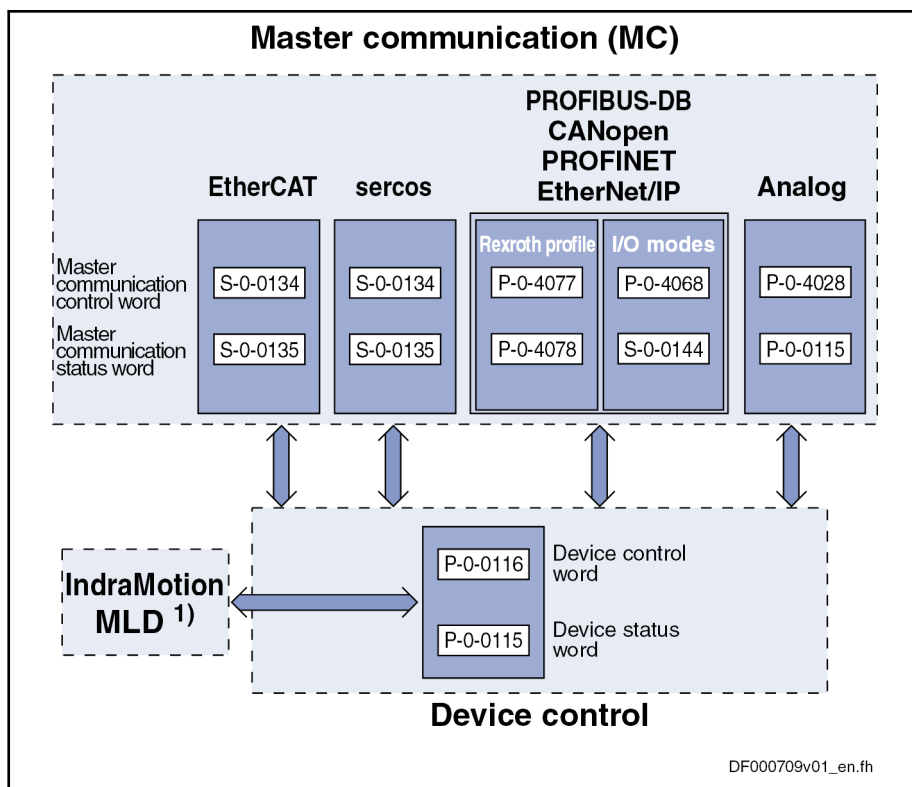 Master communication (MC)
PROFIBUS-DB
CANopen
PROFINET
EtherNet/IP
EtherCAT
sercos
Analog
Rexroth profile
I/O modes
Master
communication
control word
S-0-0134
S-0-0134
P-0-4077
P-0-4068
P-0-4028
Master
communication
status word
S-0-0135
S-0-0135
P-0-4078
S-0-0144
P-0-0115
IndraMotion
MLD 1)
P-0-0116
Device control
word
P-0-0115
Device status
word
Device control
DF000709v01_en.fh